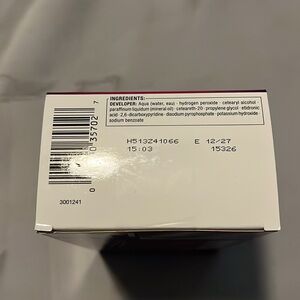 INGREDIENTS:
DEVELOPER: Aqua (water, eau) · hydrogen peroxide · cetearyl alcohol ·
paraffinum liquidum (mineral oil) · ceteareth-20 · propylene glycol · etidronic
acid · 2,6-dicarboxypyridine · disodium pyrophosphate · potassium hydroxide ·
sodium benzoate
H513Z41066 E 12/27
15:03 15326
3001241